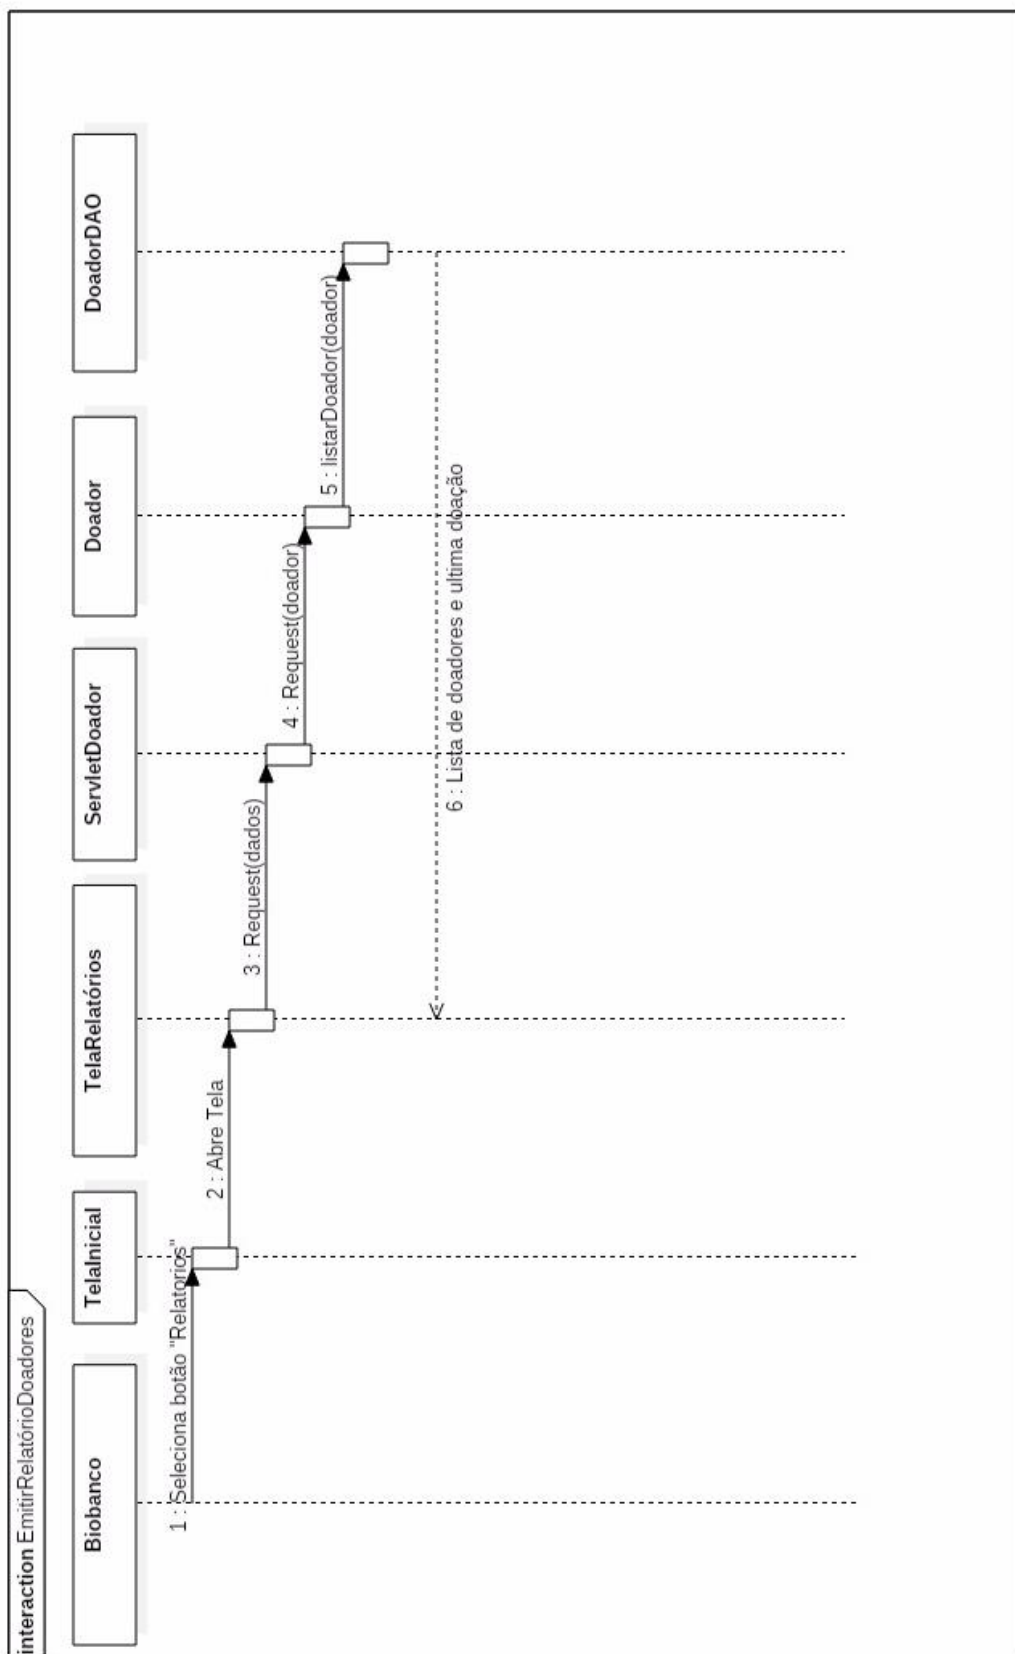 interaction EmitirRelatórioDoadores
Biobanco
TelaInicial
TelaRelatórios
ServletDoador
Doador
DoadorDAO
1 : Seleciona botão "Relatorios"
2 : Abre Tela
3 : Request(dados)
4 : Request(doador)
5 : listarDoador(doador)
6 : Lista de doadores e ultima doação